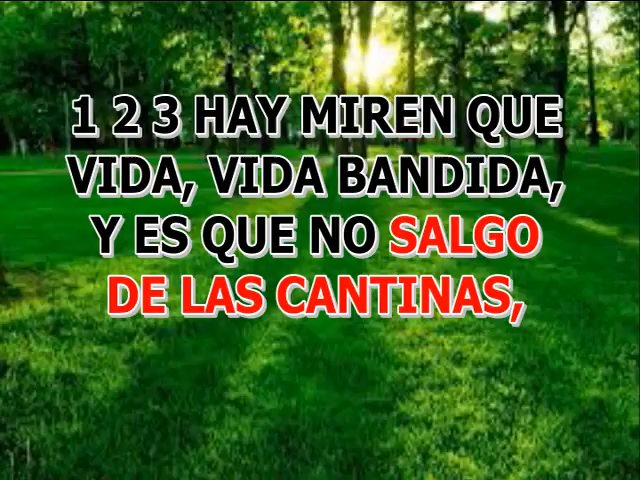 1 2 3 HAY MIREN QUE
VIDA, VIDA BANDIDA,
Y ES QUE NO SALGO
DE LAS CANTINAS,